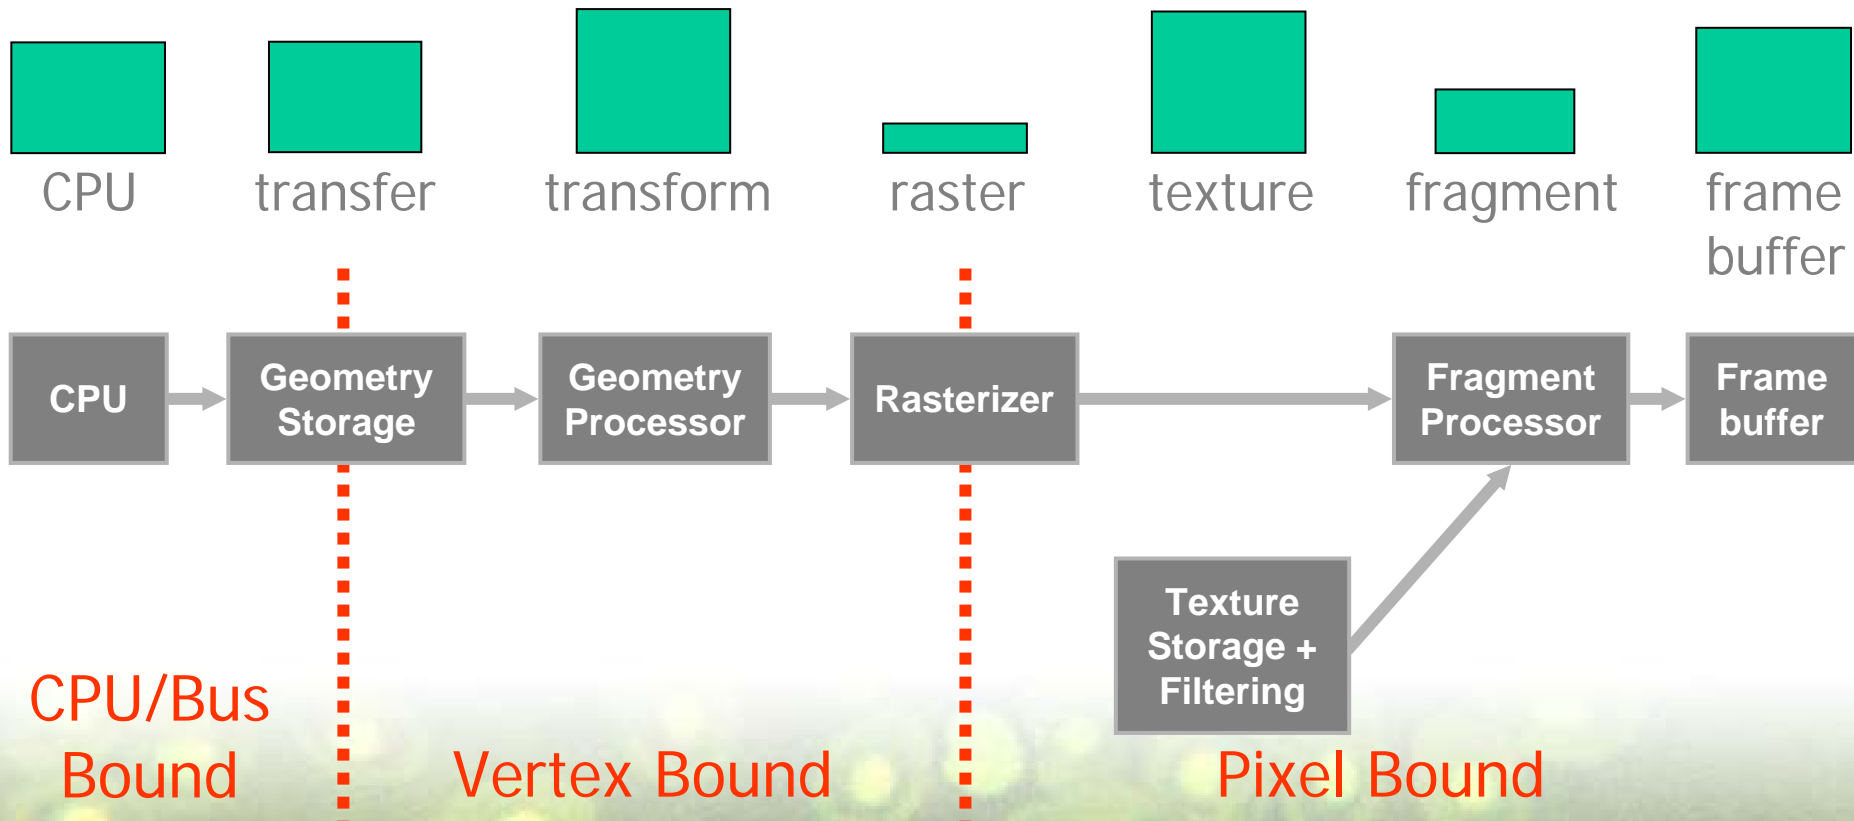 CPU
transfer
transform
raster
texture
fragment
frame
buffer
CPU
Geometry
Storage
Geometry
Processor
Rasterizer
Fragment
Processor
Frame
buffer
Texture
Storage +
Filtering
CPU/Bus
Bound
Vertex Bound
Pixel Bound